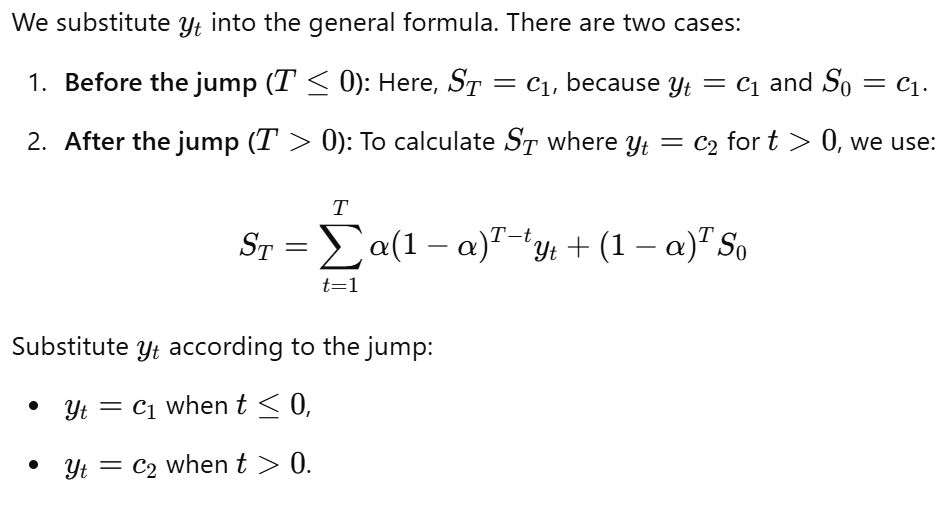 We substitute $y_t$ into the general formula. There are two cases:
1. Before the jump ($T \leq 0$): Here, $S_T = c_1$, because $y_t = c_1$ and $S_0 = c_1$.
2. After the jump ($T > 0$): To calculate $S_T$ where $y_t = c_2$ for $t > 0$, we use:
$S_T = \sum_{t=1}^{T} \alpha(1 - \alpha)^{T-t} y_t + (1 - \alpha)^T S_0$
Substitute $y_t$ according to the jump:
• $y_t = c_1$ when $t \leq 0$,
• $y_t = c_2$ when $t > 0$.